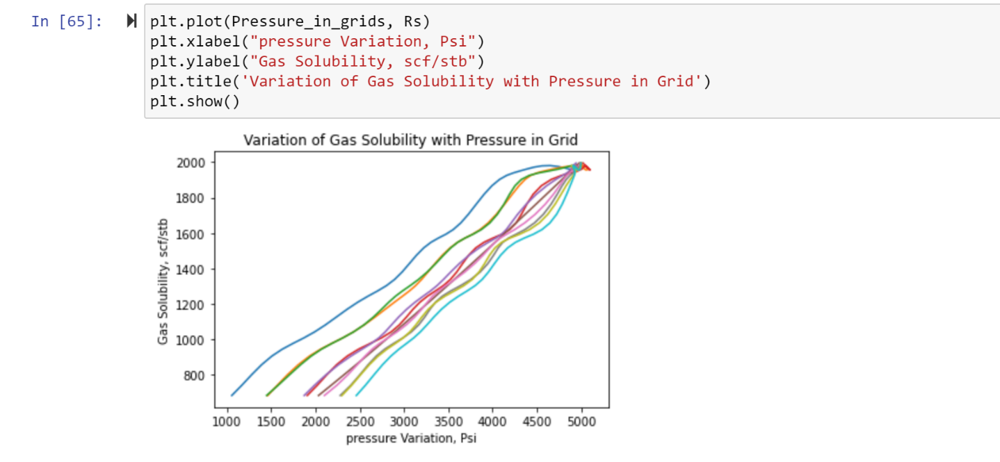 In [65]:
plt.plot(Pressure_in_grids, Rs)
plt.xlabel("pressure Variation, Psi")
plt.ylabel("Gas Solubility, scf/stb")
plt.title('Variation of Gas Solubility with Pressure in Grid')
plt.show()
Variation of Gas Solubility with Pressure in Grid
Gas Solubility, scf/stb
2000
1800
1600
1400
1200
1000
800
1000 1500 2000 2500 3000 3500 4000 4500 5000
pressure Variation, Psi